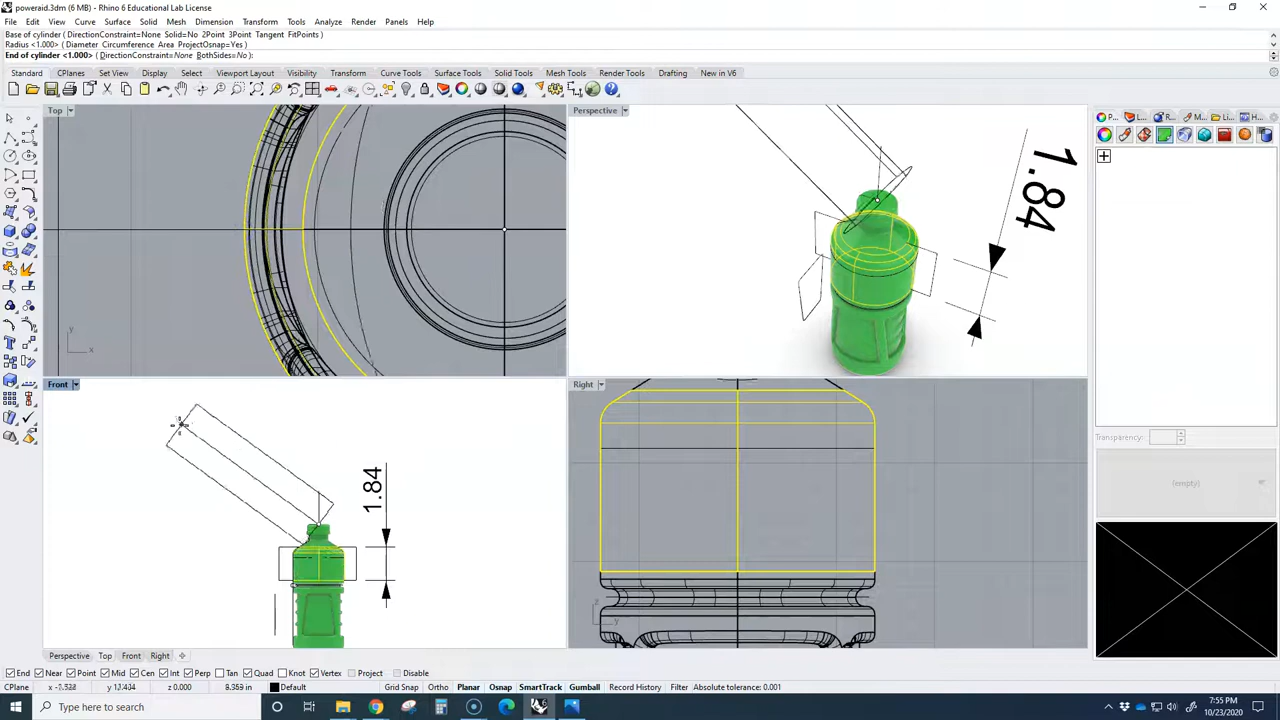 poweraid.3dm (6 MB) - Rhino 6 Educational Lab License
File Edit View Curve Surface Solid Mesh Dimension Transform Tools Analyze Render Panels Help
Base of cylinder ( DirectionConstraint=None Solid=No 2Point 3Point Tangent FitPoints )
Radius <1.000> ( Diameter Circumference Area ProjectOsnap=Yes )
End of cylinder <1.000> ( DirectionConstraint=None BothSides=No ):
Standard CPlanes Set View Display Select Viewport Layout Visibility Transform Curve Tools Surface Tools Solid Tools Mesh Tools Render Tools Drafting New in V6
Top
Perspective
1.84
y
x
Front
Right
Transparency:
(empty)
1.84
z
y
Perspective Top Front Right
End Near Point Mid Cen Int Perp Tan Quad Knot Vertex Project Disable
CPlane z 0.000 Default Grid Snap Ortho Planar Osnap SmartTrack Gumball Record History Filter Absolute tolerance: 0.001
Type here to search
7:55 PM
10/23/2020